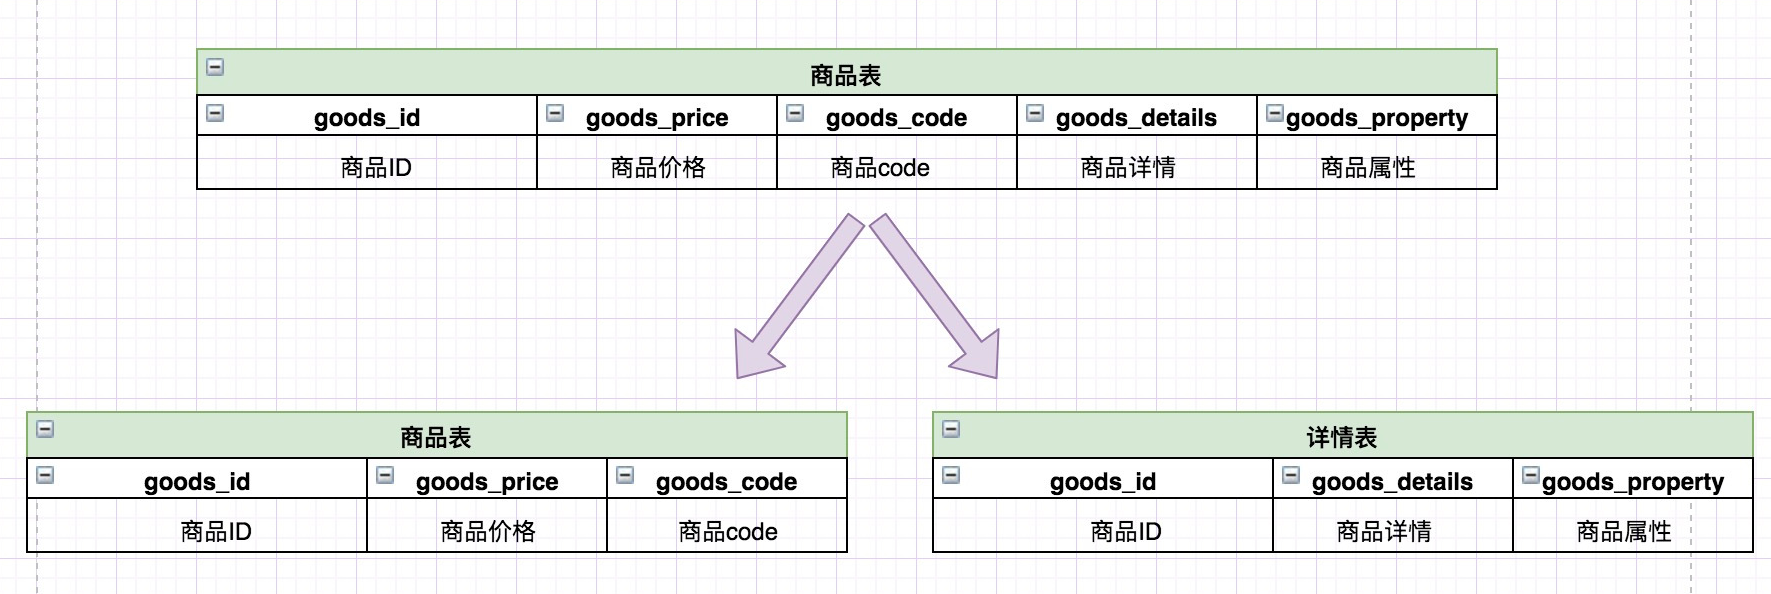 商品表
goods_id goods_price goods_code goods_details goods_property
商品ID 商品价格 商品code 商品详情 商品属性
商品表
goods_id goods_price goods_code
商品ID 商品价格 商品code
详情表
goods_id goods_details goods_property
商品ID 商品详情 商品属性